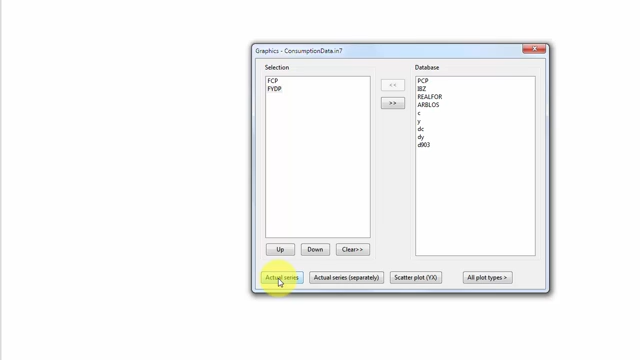 Graphics - ConsumptionData.in7
Selection
Database
FCP
FYDP
<<
>>
PCP
IBZ
REALFOR
ARBLOS
c
y
dc
dy
d903
Up
Down
Clear>>
Actual series
Actual series (separately)
Scatter plot (YX)
All plot types >